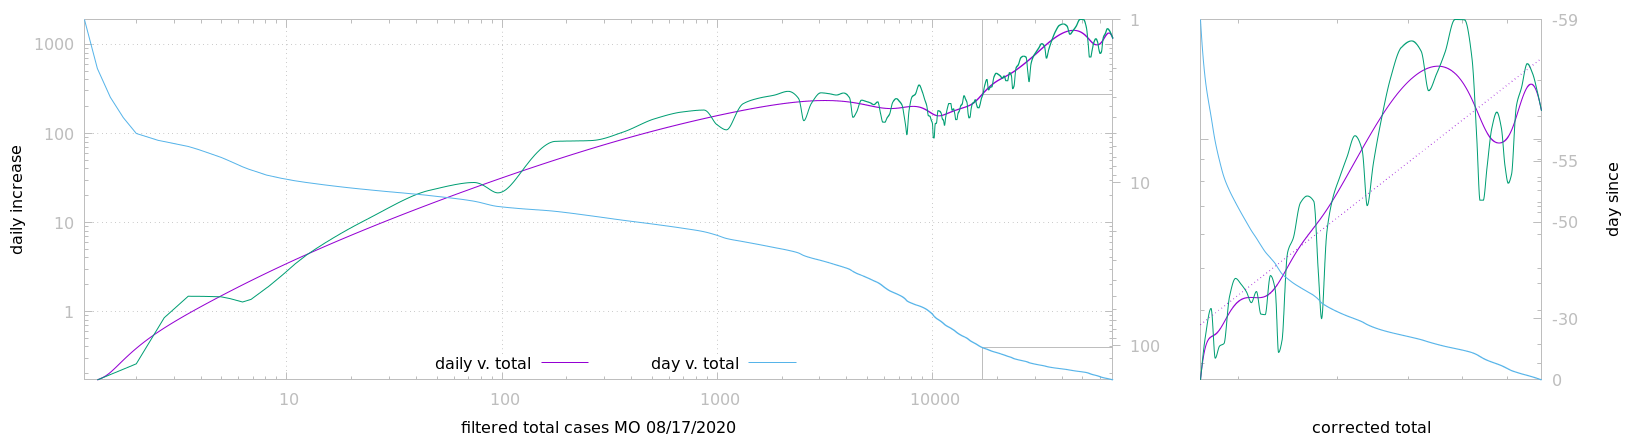 1000
100
10
1
daily increase
daily v. total
day v. total
10
100
1000
10000
filtered total cases MO 08/17/2020
1
10
100
-59
-55
-50
-30
0
day since
corrected total